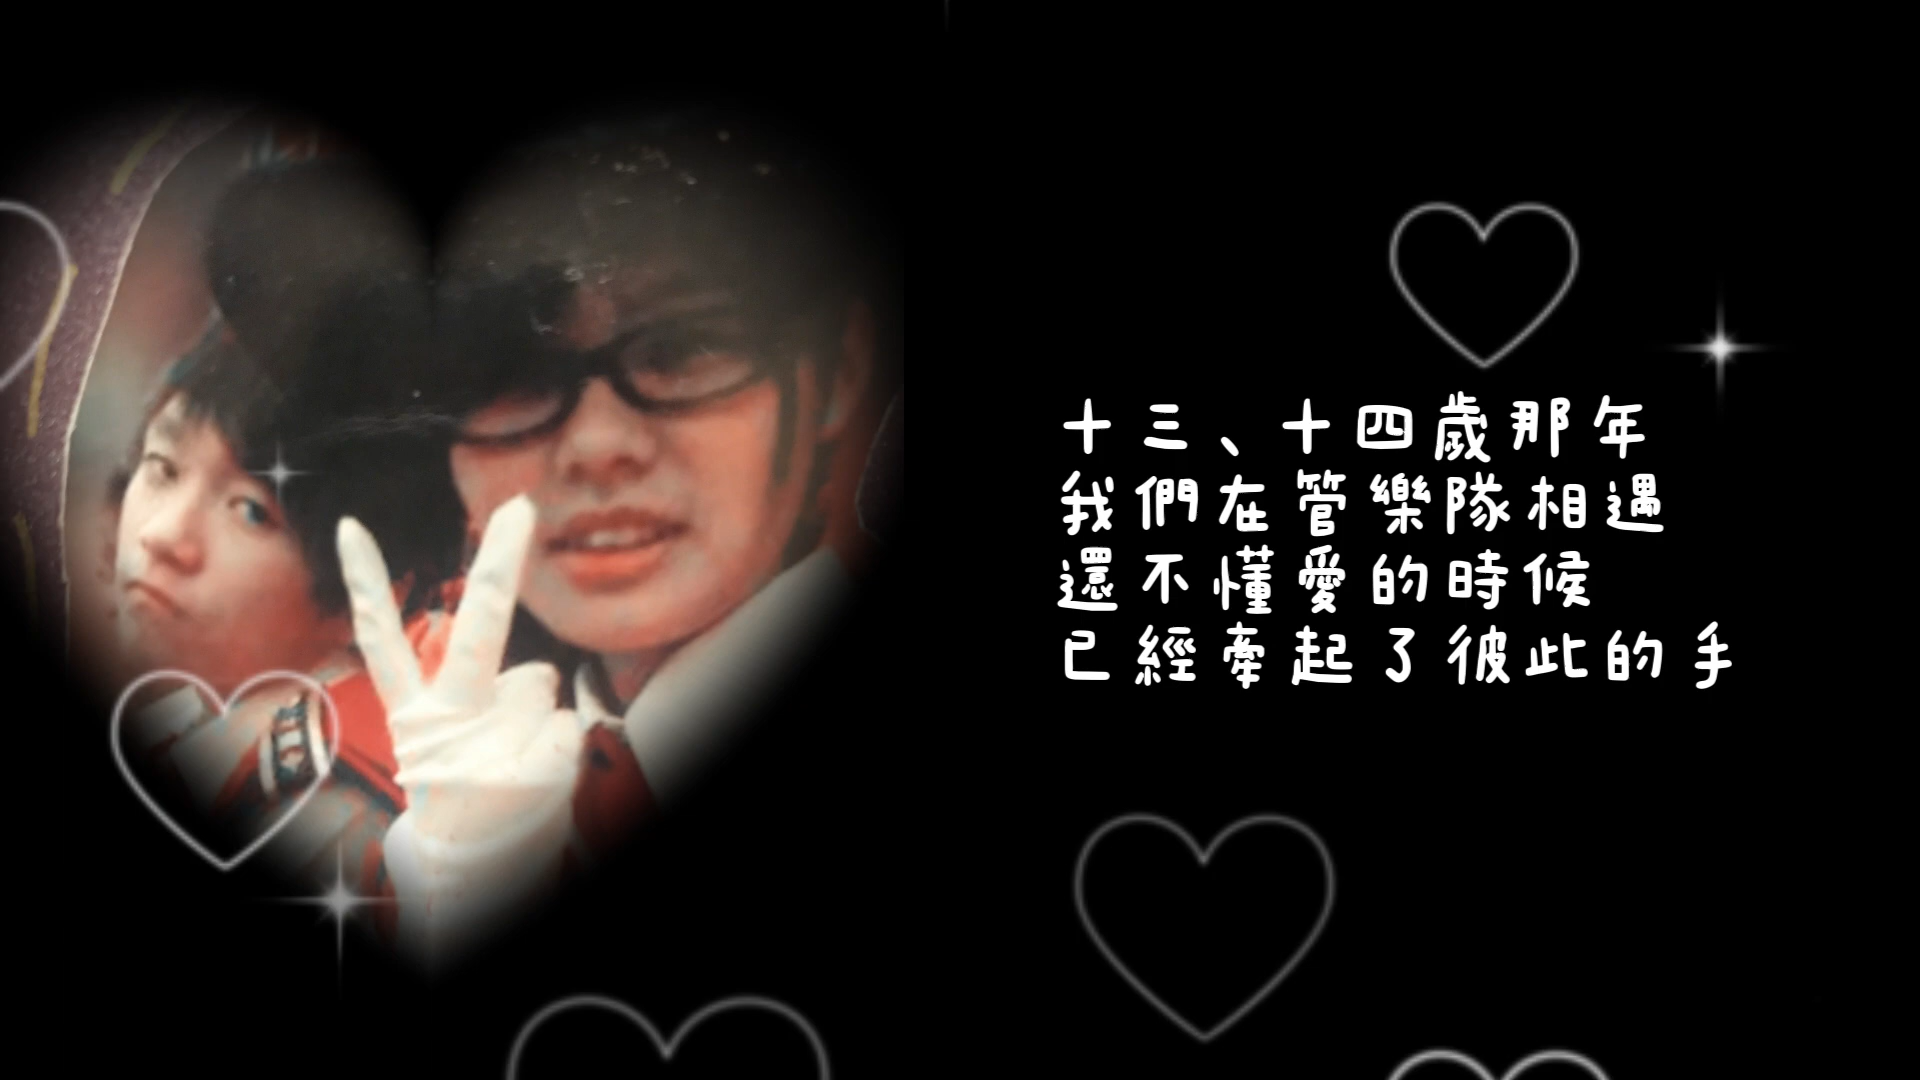 十三、十四歲那年
我們在管樂隊相遇
還不懂愛的時候
已經牽起了彼此的手